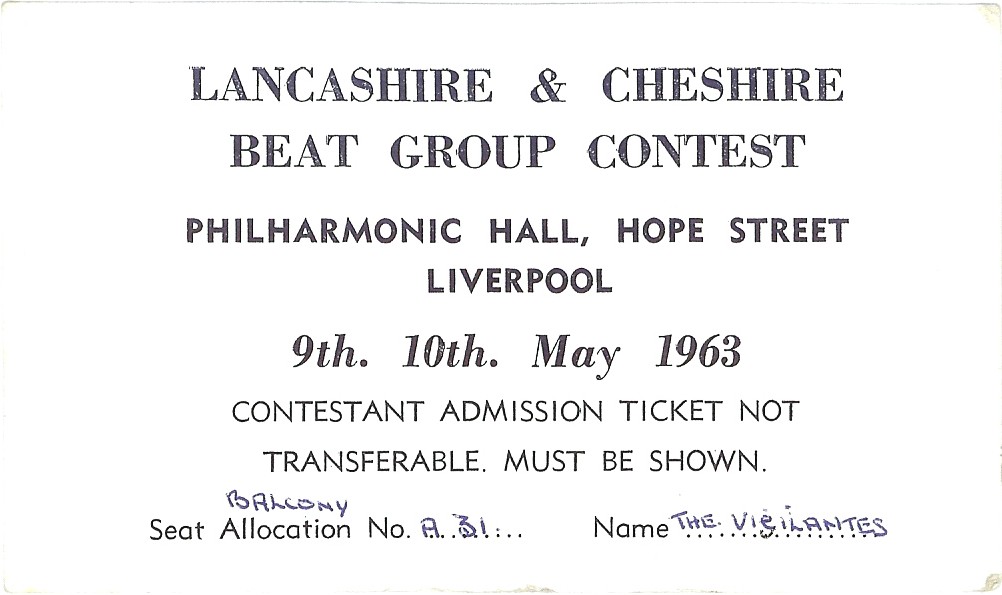 LANCASHIRE & CHESHIRE
BEAT GROUP CONTEST
PHILHARMONIC HALL, HOPE STREET
LIVERPOOL
9th. 10th. May 1963
CONTESTANT ADMISSION TICKET NOT
TRANSFERABLE. MUST BE SHOWN.
BALCONY
Seat Allocation No. A.31... Name THE VIGILANTES